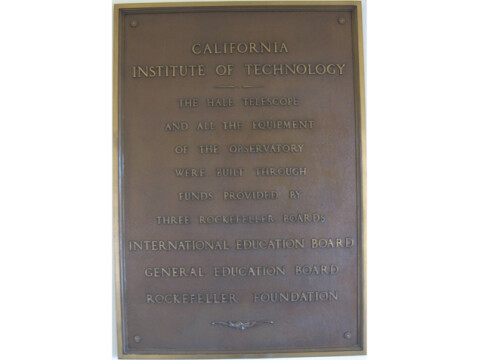 CALIFORNIA
INSTITUTE OF TECHNOLOGY
THE HALE TELESCOPE
AND ALL THE EQUIPMENT
OF THE OBSERVATORY
WERE BUILT THROUGH
FUNDS PROVIDED BY
THREE ROCKEFELLER BOARDS
INTERNATIONAL EDUCATION BOARD
GENERAL EDUCATION BOARD
ROCKEFELLER FOUNDATION